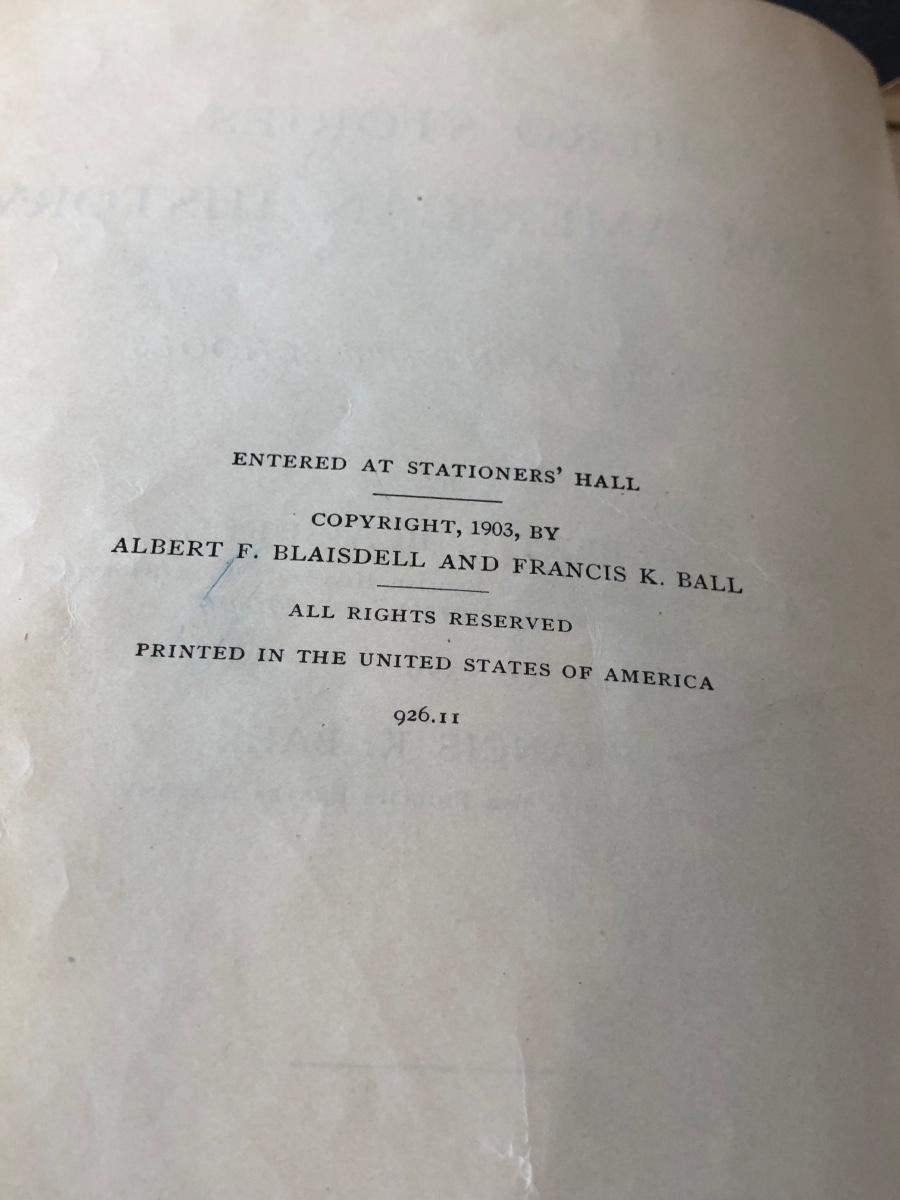 ENTERED AT STATIONERS' HALL
COPYRIGHT, 1903, BY
ALBERT F. BLAISDELL AND FRANCIS K. BALL
ALL RIGHTS RESERVED
PRINTED IN THE UNITED STATES OF AMERICA
926.11